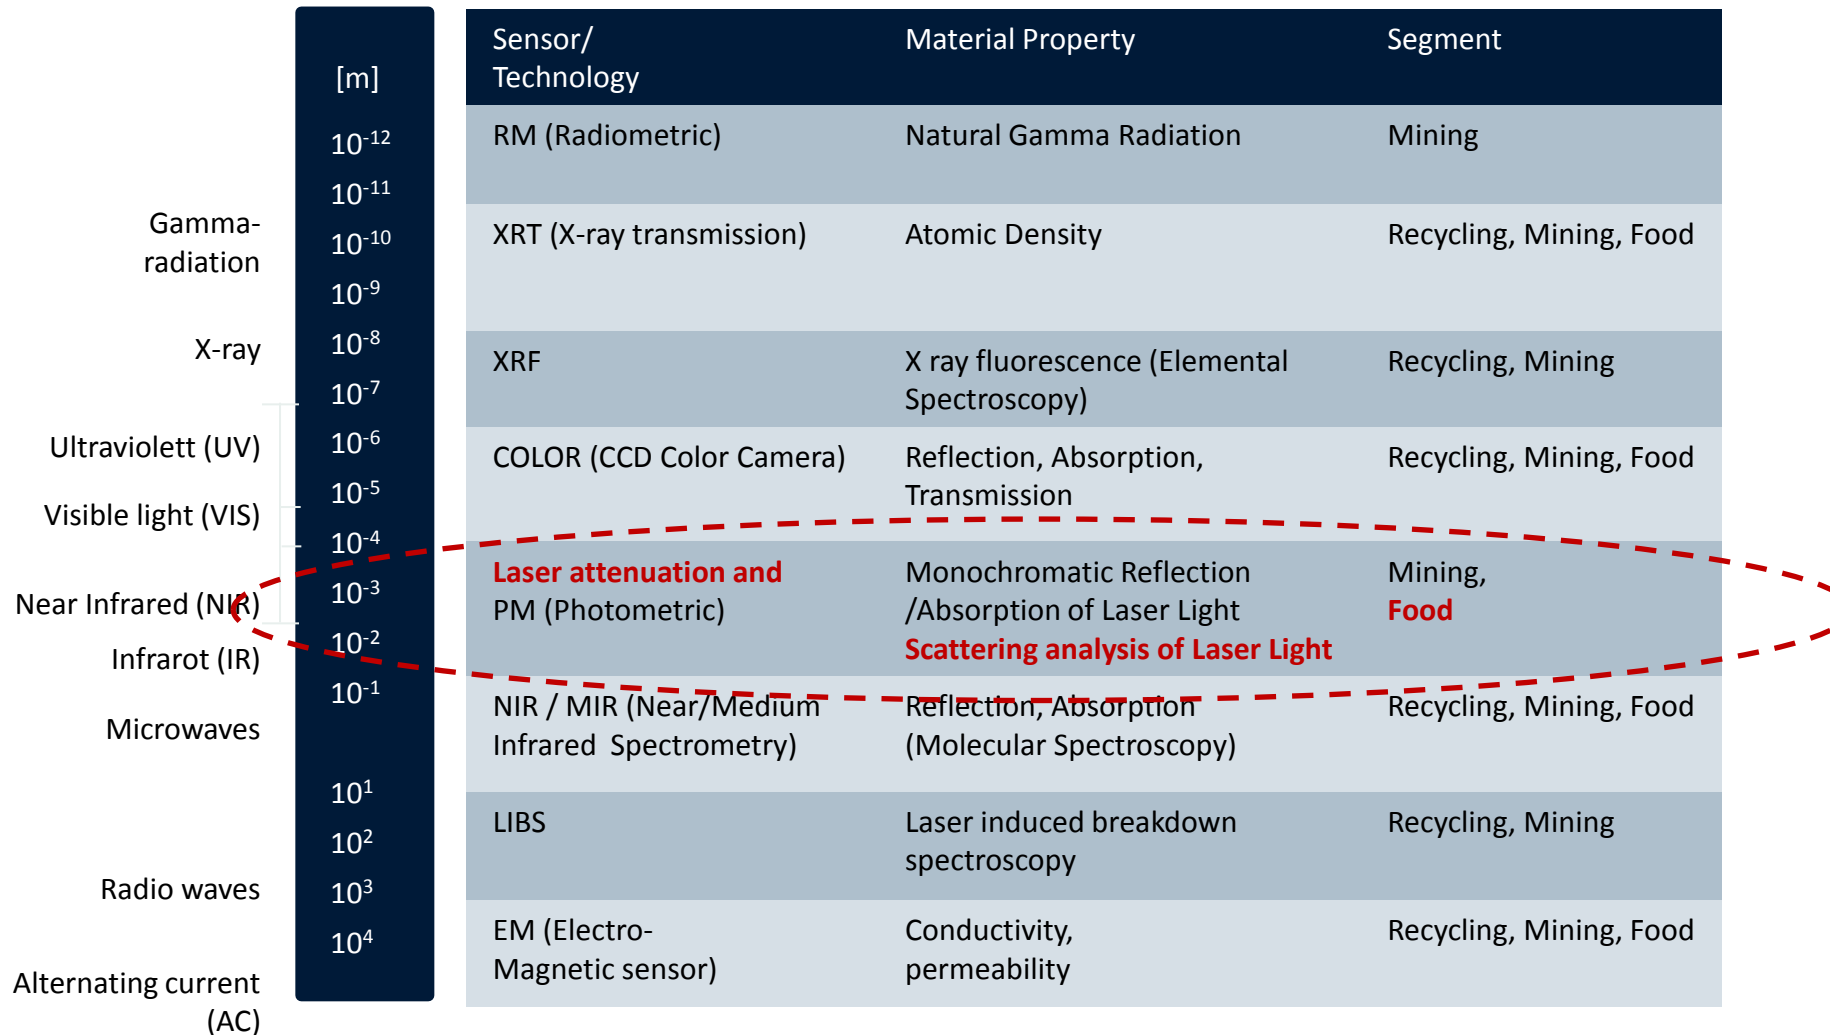 Gamma-
radiation
X-ray
Ultraviolett (UV)
Visible light (VIS)
Near Infrared (NIR)
Infrarot (IR)
Microwaves
Radio waves
Alternating current
(AC)
[m]
10⁻¹²
10⁻¹¹
10⁻¹⁰
10⁻⁹
10⁻⁸
10⁻⁷
10⁻⁶
10⁻⁵
10⁻⁴
10⁻³
10⁻²
10⁻¹
10¹
10²
10³
10⁴
Sensor/
Technology
Material Property
Segment
RM (Radiometric)
Natural Gamma Radiation
Mining
XRT (X-ray transmission)
Atomic Density
Recycling, Mining, Food
XRF
X ray fluorescence (Elemental
Spectroscopy)
Recycling, Mining
COLOR (CCD Color Camera)
Reflection, Absorption,
Transmission
Recycling, Mining, Food
Laser attenuation and
PM (Photometric)
Monochromatic Reflection
/Absorption of Laser Light
Scattering analysis of Laser Light
Mining,
Food
NIR / MIR (Near/Medium
Infrared Spectrometry)
Reflection, Absorption
(Molecular Spectroscopy)
Recycling, Mining, Food
LIBS
Laser induced breakdown
spectroscopy
Recycling, Mining
EM (Electro-
Magnetic sensor)
Conductivity,
permeability
Recycling, Mining, Food